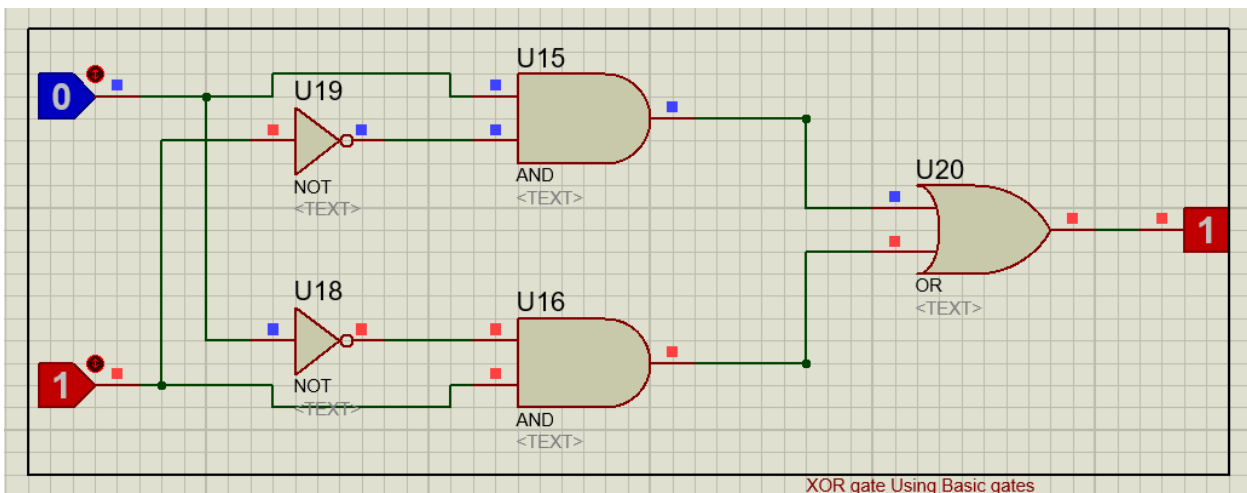 U15
0
U19
AND
<TEXT>
NOT
<TEXT>
U20
1
OR
<TEXT>
U18
U16
1
NOT
<TEXT>
AND
<TEXT>
XOR gate Using Basic gates